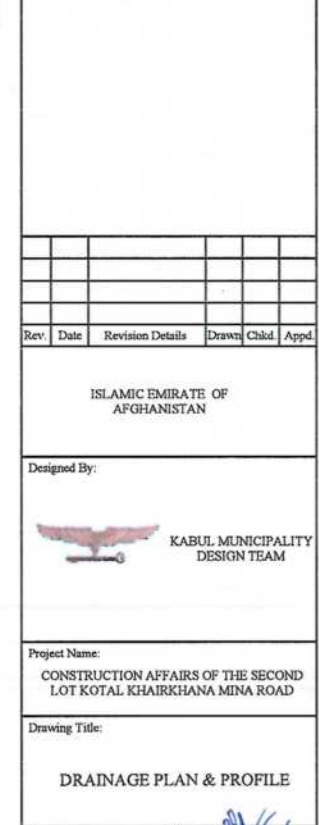 Rev. Date Revision Details Drawn Chkd. Appd.
ISLAMIC EMIRATE OF
AFGHANISTAN
Designed By:
KABUL MUNICIPALITY
DESIGN TEAM
Project Name:
CONSTRUCTION AFFAIRS OF THE SECOND
LOT KOTAL KHAIRKHANA MINA ROAD
Drawing Title:
DRAINAGE PLAN & PROFILE